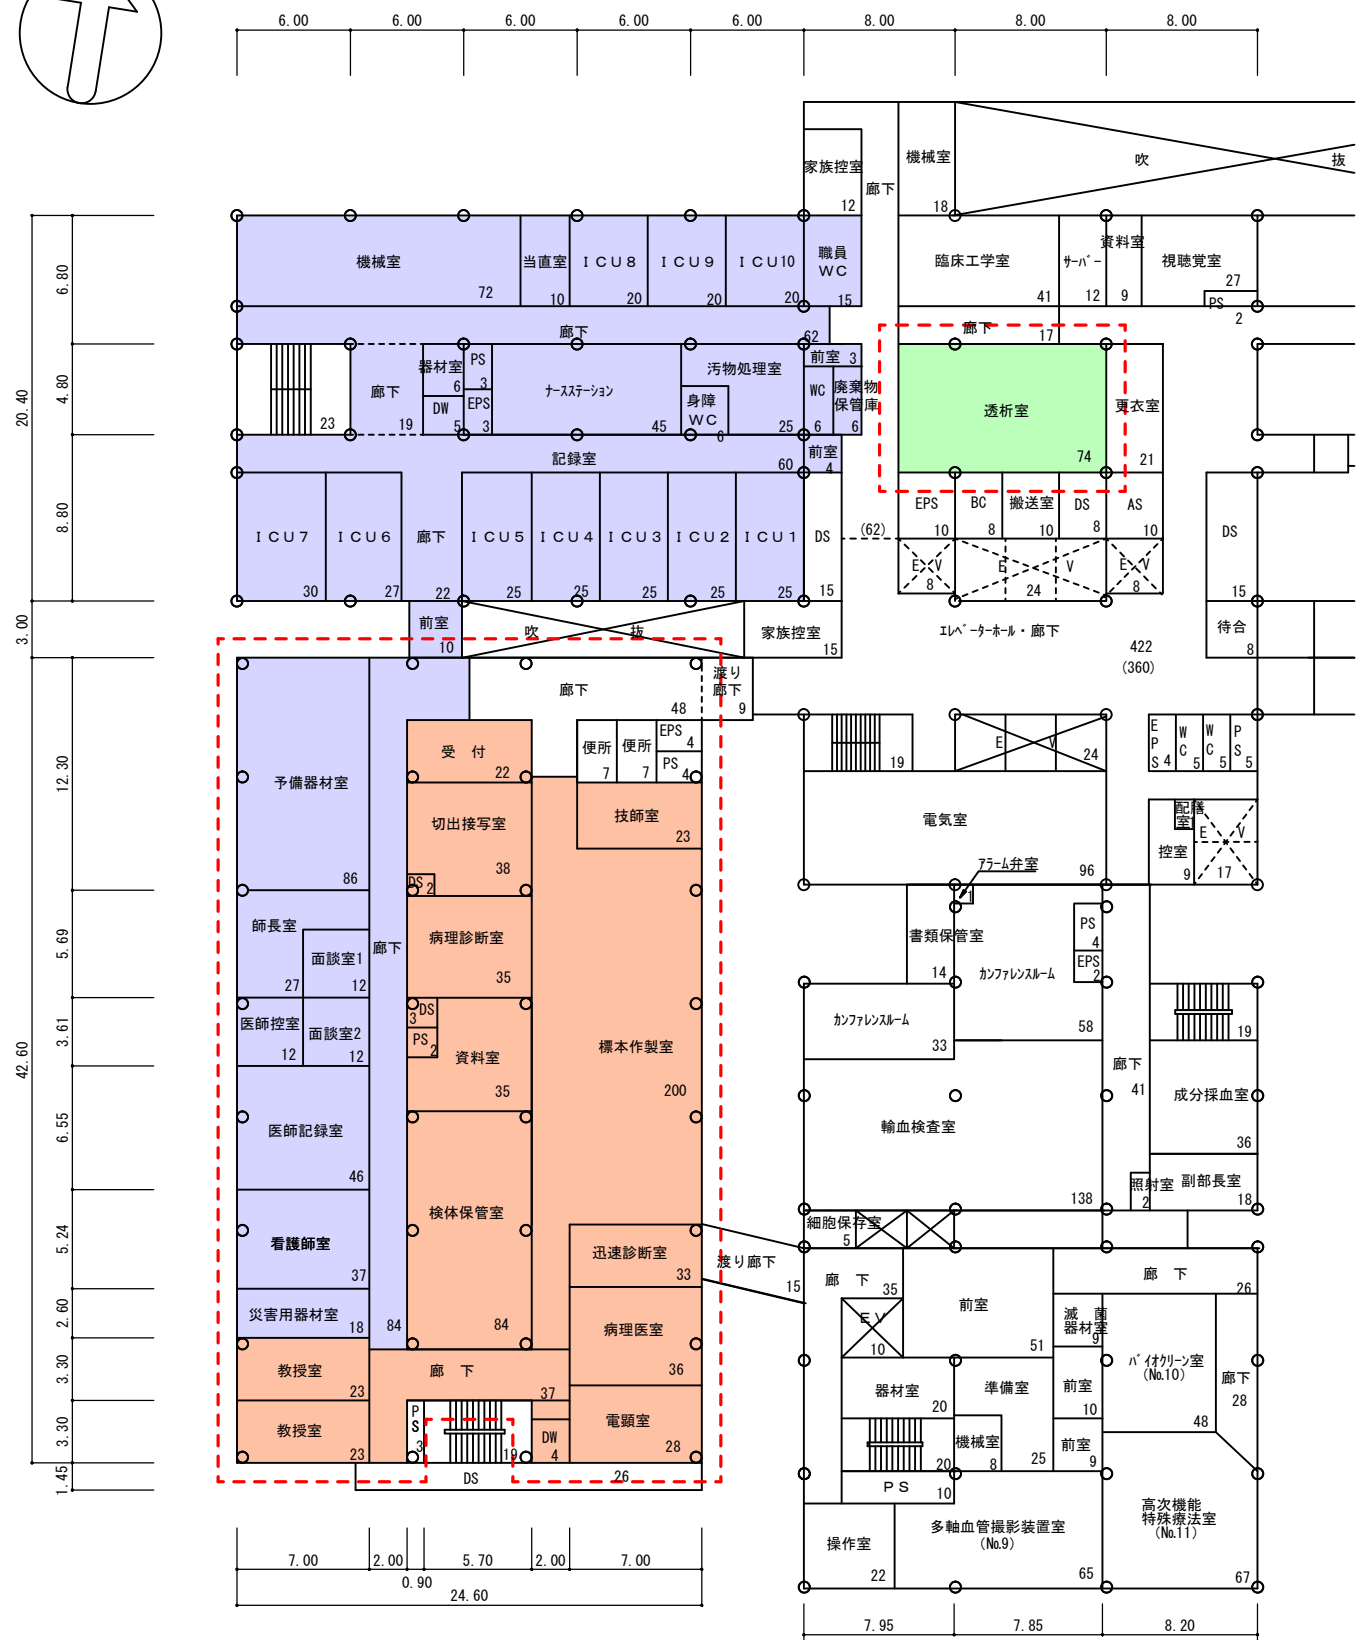 6.00 6.00 6.00 6.00 6.00 8.00 8.00 8.00
家族控室 12
廊下
機械室 18
吹 抜
6.80
機械室 72
当直室 10
ＩＣＵ8 20
ＩＣＵ9 20
ＩＣＵ10 20
職員
ＷＣ
15
臨床工学室 41
ｻｰﾊﾞｰ 12
資料室 9
視聴覚室 27
PS 2
廊下 62
廊下 17
20.40
4.80
23
廊下 19
器材室 6
DW 5
PS 3
EPS 3
ﾅｰｽｽﾃｰｼｮﾝ 45
汚物処理室 25
身障
ＷＣ
6
前室 3
WC 6
廃棄物
保管庫
6
透析室 74
更衣室 21
記録室 60
前室 4
8.80
ＩＣＵ7 30
ＩＣＵ6 27
廊下 22
ＩＣＵ5 25
ＩＣＵ4 25
ＩＣＵ3 25
ＩＣＵ2 25
ＩＣＵ1 25
DS 15
(62)
EPS 10
BC 8
搬送室 10
DS 8
AS 10
DS 15
Ｅ Ｖ 8
Ｅ Ｖ 24
Ｅ Ｖ 8
3.00
前室 10
吹 抜
家族控室 15
ｴﾚﾍﾞｰﾀｰﾎｰﾙ・廊下
422
(360)
待合 8
廊下 48
渡り
廊下
9
42.60
12.30
予備器材室 86
受 付 22
便所 7
便所 7
EPS 4
PS 4
切出接写室 38
DS 2
技師室 23
19
Ｅ Ｖ 24
EPS 4
WC 5
WC 5
PS 5
電気室 96
配膳
室
控室 9
Ｅ Ｖ 17
ｱﾗｰﾑ弁室 1
5.69
師長室 27
面談室1 12
廊下
病理診断室 35
書類保管室 14
ｶﾝﾌｧﾚﾝｽﾙｰﾑ 58
PS 4
EPS 2
3.61
医師控室 12
面談室2 12
DS 3
PS 2
資料室 35
標本作製室 200
ｶﾝﾌｧﾚﾝｽﾙｰﾑ 33
19
6.55
医師記録室 46
輸血検査室 138
廊下 41
成分採血室 36
照射室 2
副部長室 18
5.24
看護師室 37
検体保管室 84
迅速診断室 33
渡り廊下 15
細胞保存室 5
2.60
災害用器材室 18
84
病理医室 36
廊 下 35
ＥＶ 10
前室 51
廊 下 26
滅 菌
器材室
9
3.30
教授室 23
廊 下 37
器材室 20
準備室 25
前室 10
ﾊﾞｲｵｸﾘｰﾝ室
(No.10)
48
廊下 28
3.30
教授室 23
PS 3
19
DW 4
電顕室 28
20
機械室 8
前室 9
1.45
DS 26
ＰＳ 10
操作室 22
多軸血管撮影装置室
(No.9)
65
高次機能
特殊療法室
(No.11)
67
7.00 2.00 0.90 5.70 2.00 7.00
24.60
7.95 7.85 8.20